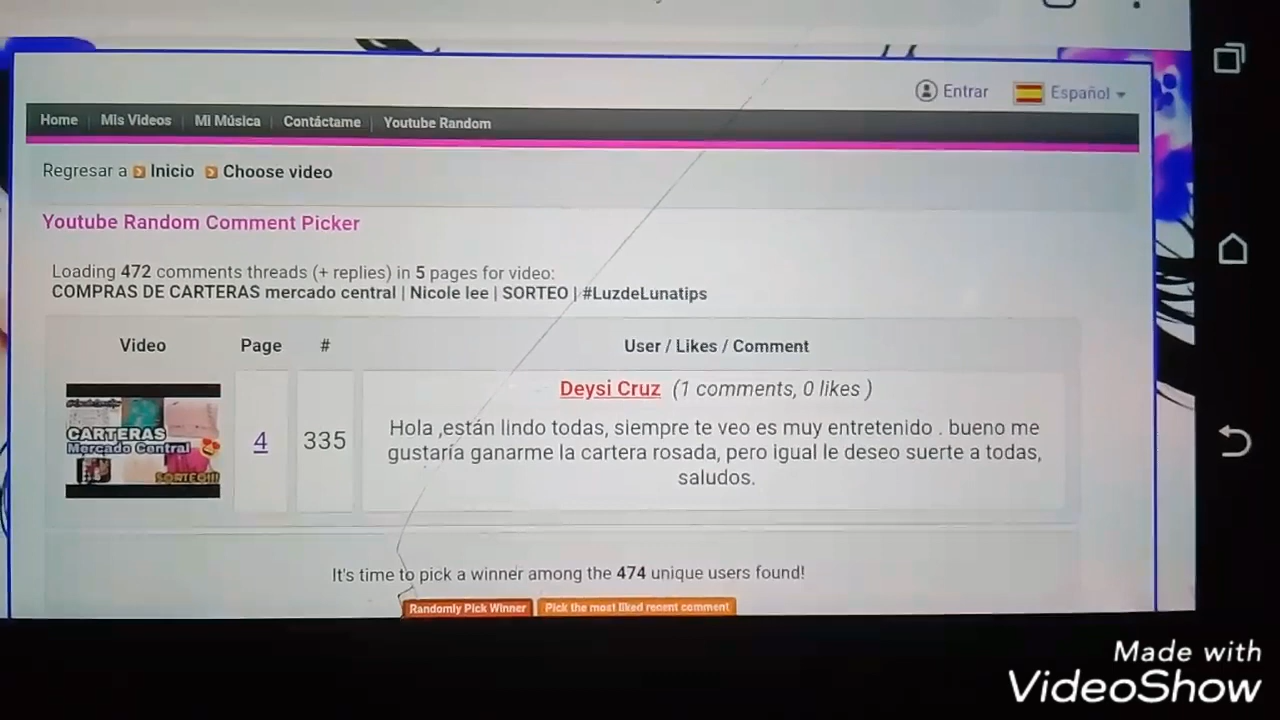 Entrar Español
Home Mis Videos Mi Música Contáctame Youtube Random
Regresar a Inicio Choose video
Youtube Random Comment Picker
Loading 472 comments threads (+ replies) in 5 pages for video:
COMPRAS DE CARTERAS mercado central | Nicole lee | SORTEO | #LuzdeLunatips
Video Page # User / Likes / Comment
Deysi Cruz (1 comments, 0 likes )
CARTERAS
Mercado Central
SORTEO!!!
4 335
Hola ,están lindo todas, siempre te veo es muy entretenido . bueno me
gustaría ganarme la cartera rosada, pero igual le deseo suerte a todas,
saludos.
It's time to pick a winner among the 474 unique users found!
Randomly Pick Winner Pick the most liked recent comment
Made with
VideoShow